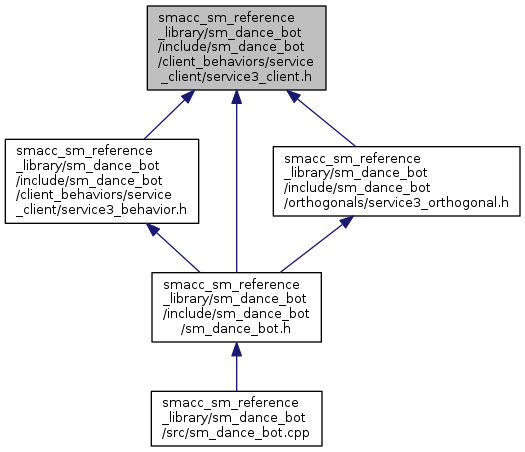 smacc_sm_reference
_library/sm_dance_bot
/include/sm_dance_bot
/client_behaviors/service
_client/service3_client.h
smacc_sm_reference
_library/sm_dance_bot
/include/sm_dance_bot
/client_behaviors/service
_client/service3_behavior.h
smacc_sm_reference
_library/sm_dance_bot
/include/sm_dance_bot
/orthogonals/service3_orthogonal.h
smacc_sm_reference
_library/sm_dance_bot
/include/sm_dance_bot
/sm_dance_bot.h
smacc_sm_reference
_library/sm_dance_bot
/src/sm_dance_bot.cpp